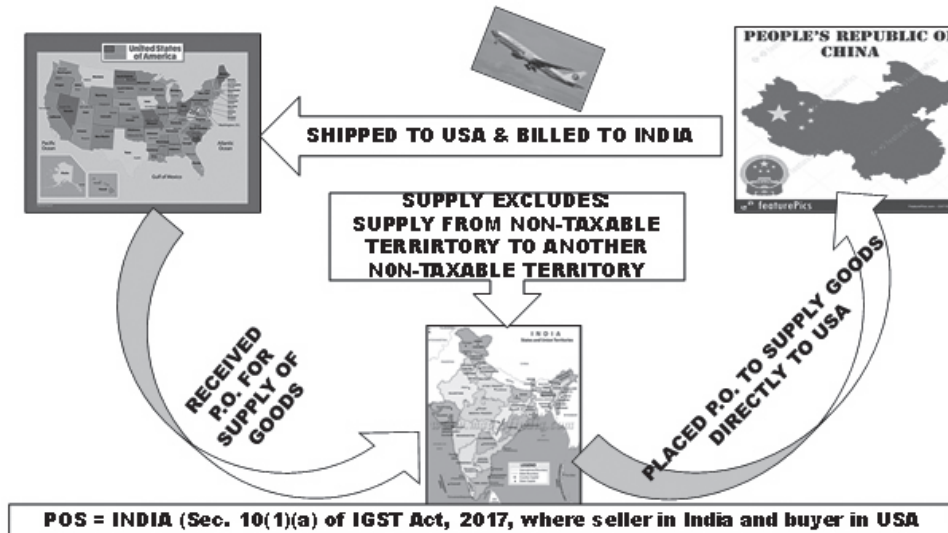 United States
of America
Pacific
Ocean
Atlantic
Ocean
Gulf of Mexico
PEOPLE'S REPUBLIC OF
CHINA
featurePics
SHIPPED TO USA & BILLED TO INDIA
SUPPLY EXCLUDES:
SUPPLY FROM NON-TAXABLE
TERRIRTORY TO ANOTHER
NON-TAXABLE TERRITORY
RECEIVED
P.O. FOR
SUPPLY OF
GOODS
INDIA
States and Union Territories
PLACED P.O. TO SUPPLY GOODS
DIRECTLY TO USA
POS = INDIA (Sec. 10(1)(a) of IGST Act, 2017, where seller in India and buyer in USA